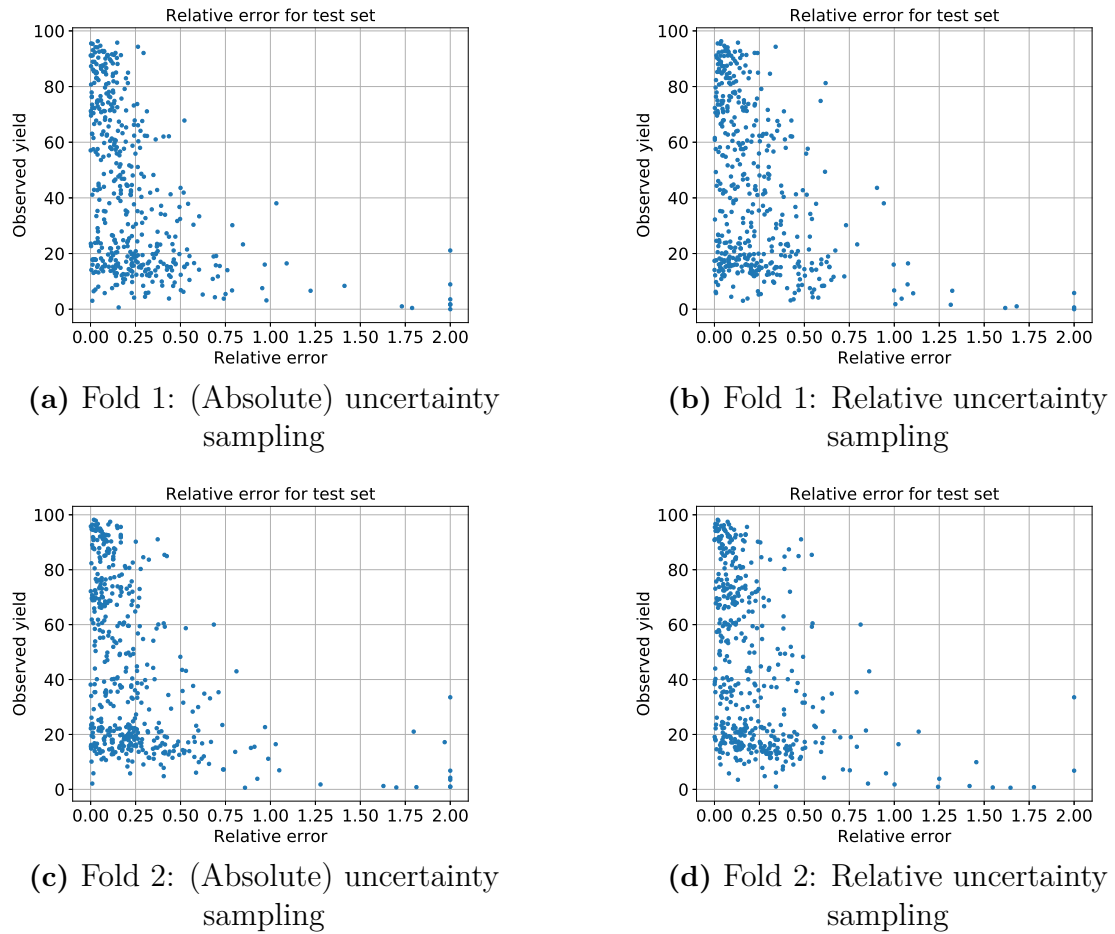 Relative error for test set
100
80
60
40
20
0
Observed yield
0.00 0.25 0.50 0.75 1.00 1.25 1.50 1.75 2.00
Relative error
(a) Fold 1: (Absolute) uncertainty
sampling
Relative error for test set
100
80
60
40
20
0
Observed yield
0.00 0.25 0.50 0.75 1.00 1.25 1.50 1.75 2.00
Relative error
(b) Fold 1: Relative uncertainty
sampling
Relative error for test set
100
80
60
40
20
0
Observed yield
0.00 0.25 0.50 0.75 1.00 1.25 1.50 1.75 2.00
Relative error
(c) Fold 2: (Absolute) uncertainty
sampling
Relative error for test set
100
80
60
40
20
0
Observed yield
0.00 0.25 0.50 0.75 1.00 1.25 1.50 1.75 2.00
Relative error
(d) Fold 2: Relative uncertainty
sampling